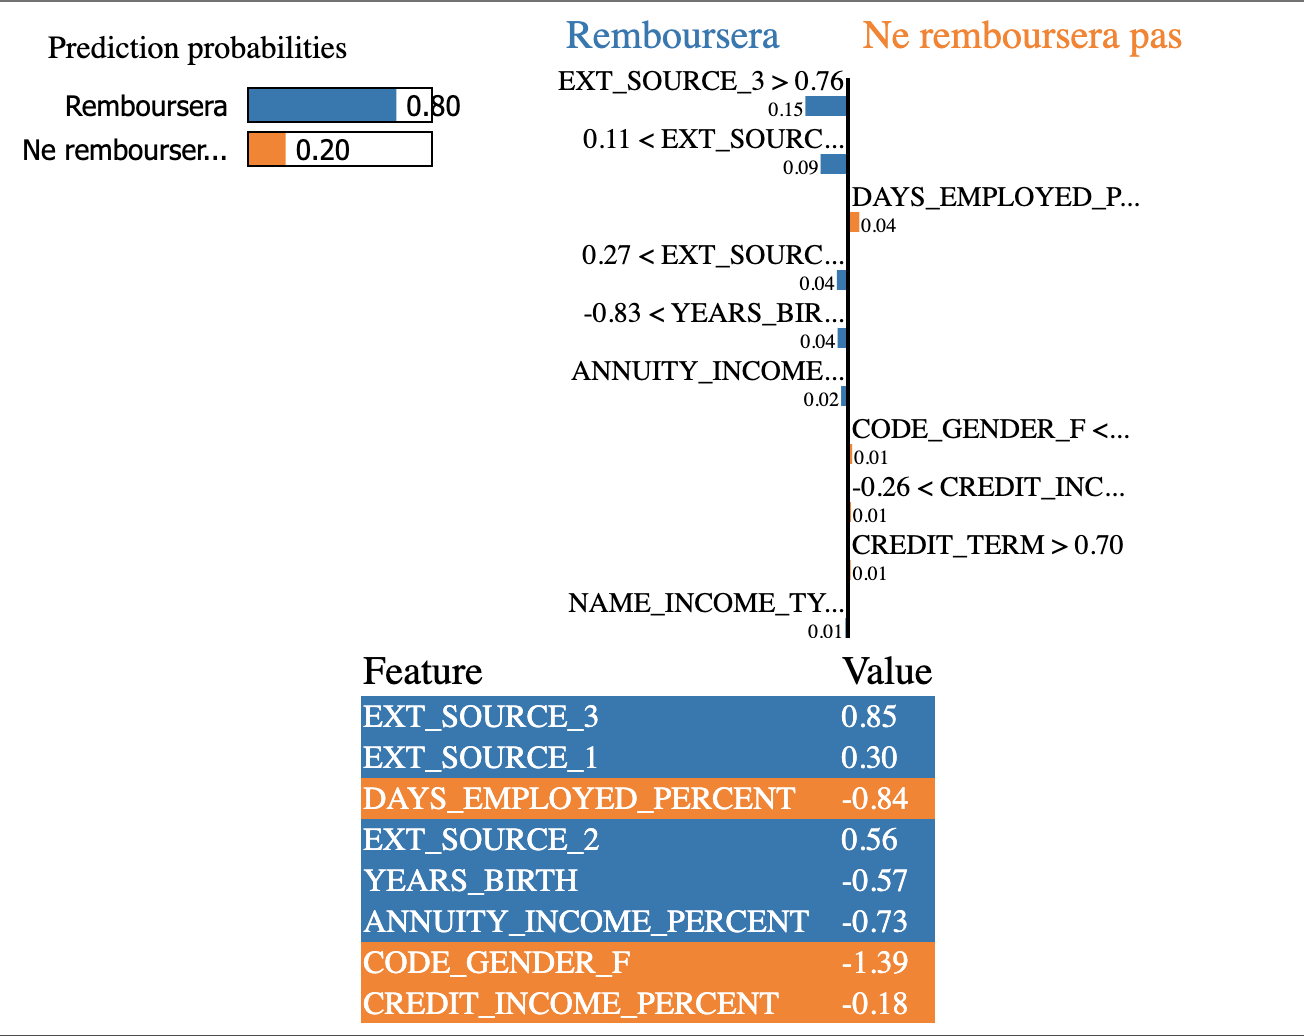 Prediction probabilities
Remboursera 0.80
Ne rembourser... 0.20
Remboursera Ne remboursera pas
EXT_SOURCE_3 > 0.76
0.15
0.11 < EXT_SOURC...
0.09
DAYS_EMPLOYED_P...
0.04
0.27 < EXT_SOURC...
0.04
-0.83 < YEARS_BIR...
0.04
ANNUITY_INCOME...
0.02
CODE_GENDER_F <...
0.01
-0.26 < CREDIT_INC...
0.01
CREDIT_TERM > 0.70
0.01
NAME_INCOME_TY...
0.01
Feature Value
EXT_SOURCE_3 0.85
EXT_SOURCE_1 0.30
DAYS_EMPLOYED_PERCENT -0.84
EXT_SOURCE_2 0.56
YEARS_BIRTH -0.57
ANNUITY_INCOME_PERCENT -0.73
CODE_GENDER_F -1.39
CREDIT_INCOME_PERCENT -0.18